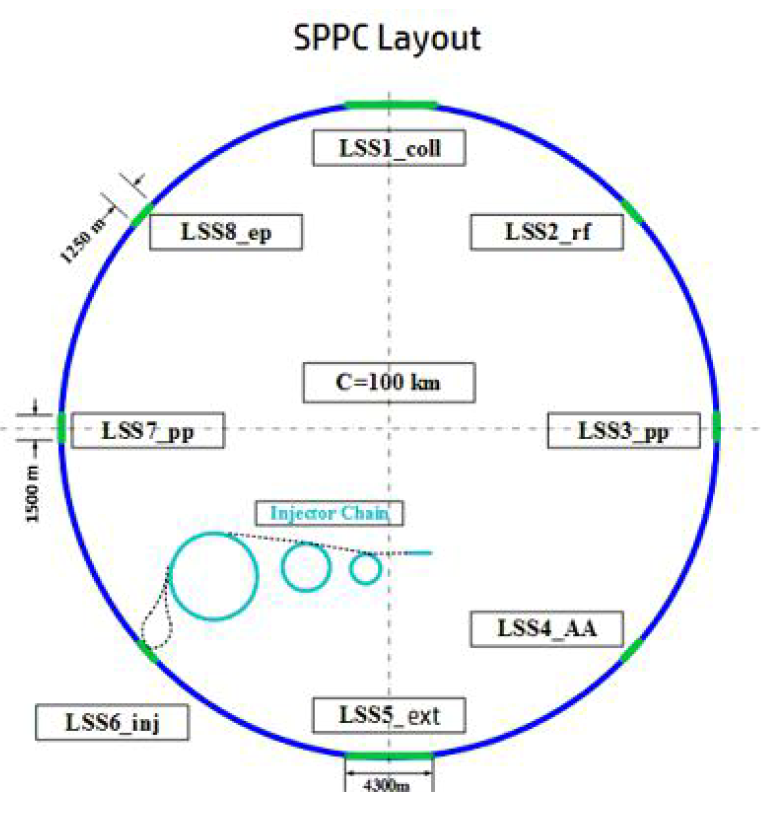 SPPC Layout
LSS1_coll
1250 m
LSS8_ep
LSS2_rf
C=100 km
LSS7_pp
LSS3_pp
1500 m
Injector Chain
LSS4_AA
LSS6_inj
LSS5_ext
4300m